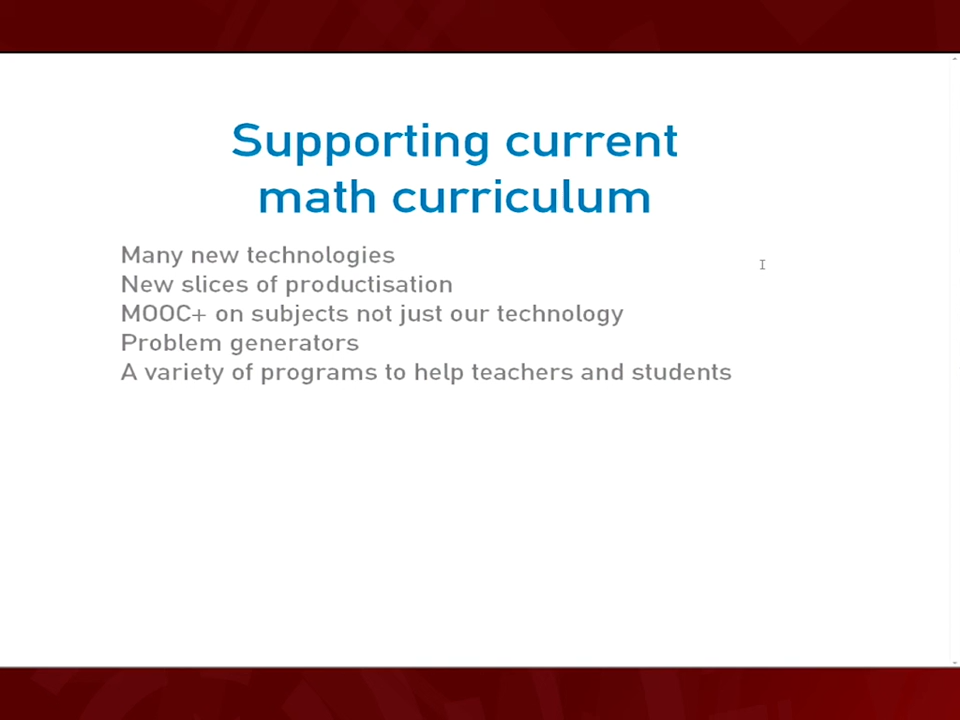 Supporting current
math curriculum
Many new technologies
New slices of productisation
MOOC+ on subjects not just our technology
Problem generators
A variety of programs to help teachers and students